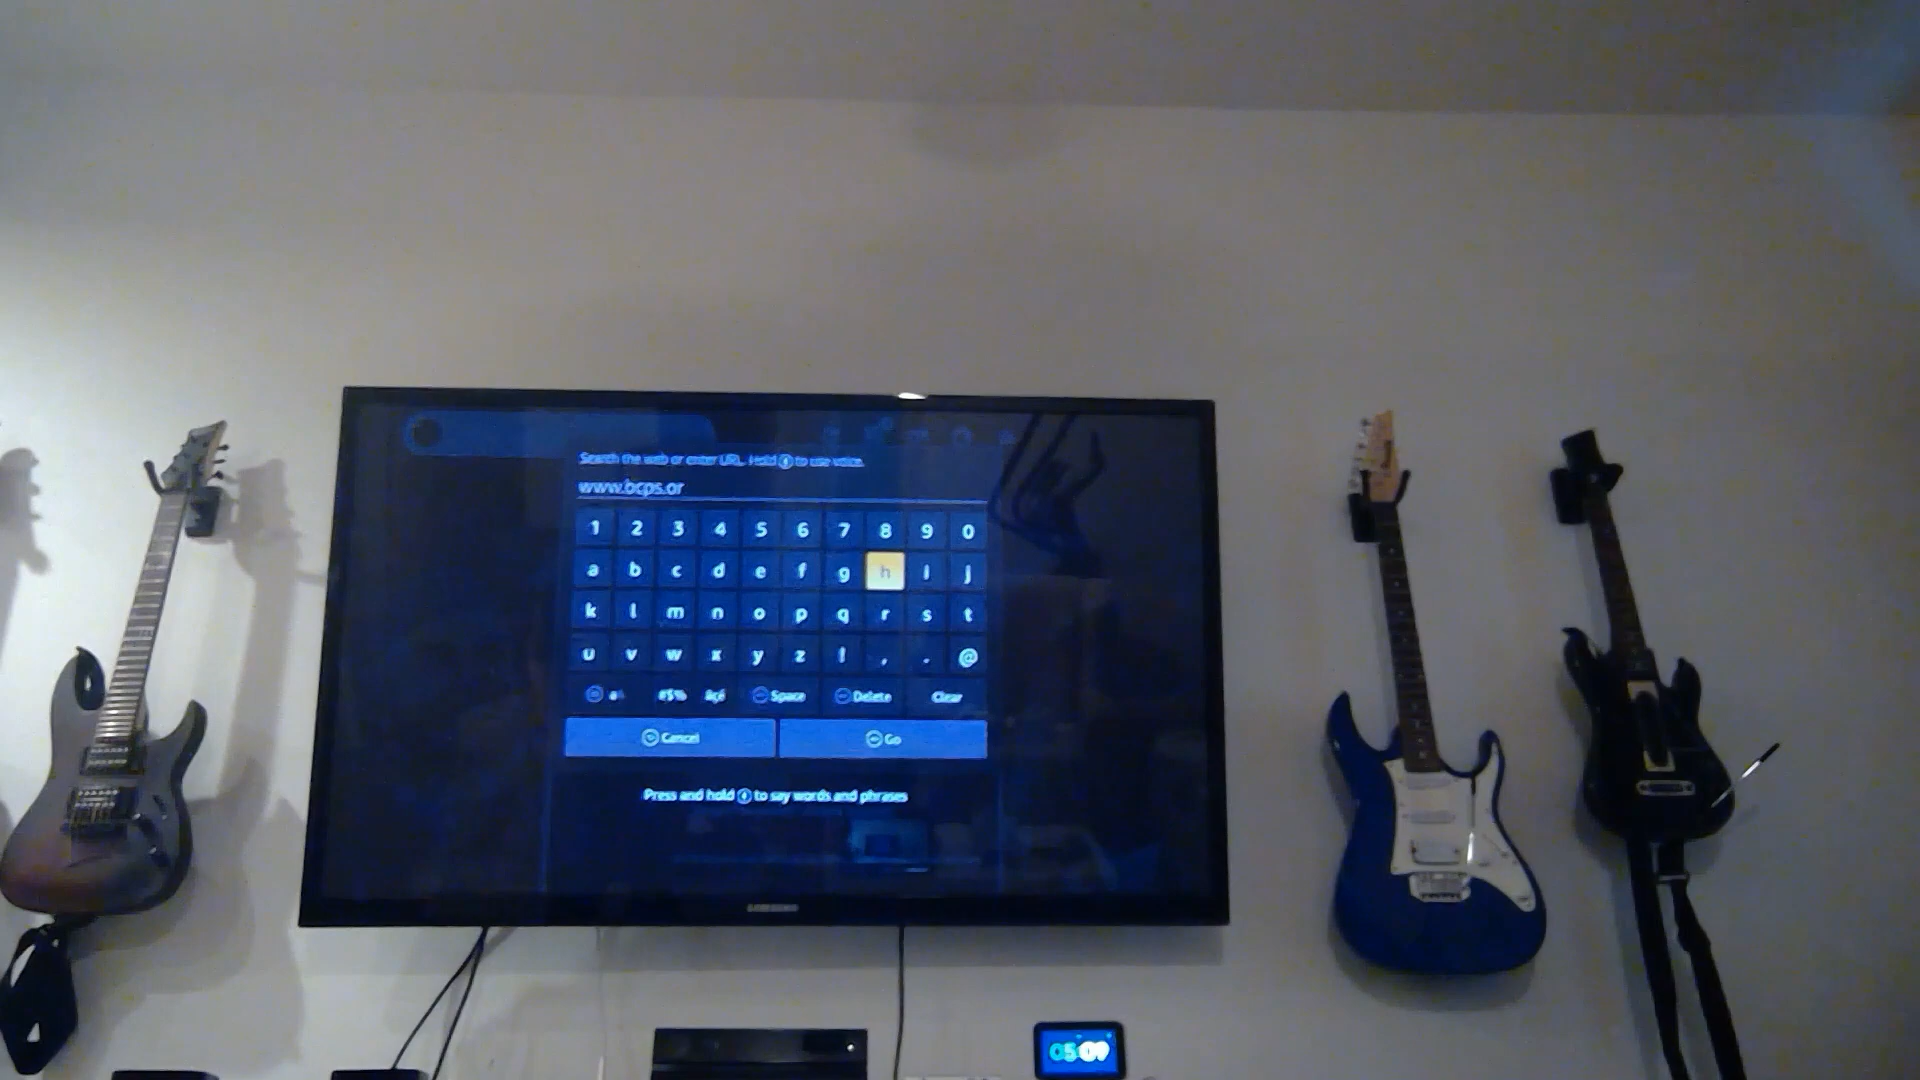 Search the web or enter URL. Hold to use voice.
www.bcps.or
1 2 3 4 5 6 7 8 9 0
a b c d e f g h i j
k l m n o p q r s t
u v w x y z ! , . @
#$% äçé Space Delete Clear
Cancel Go
Press and hold to say words and phrases
SAMSUNG
05:09